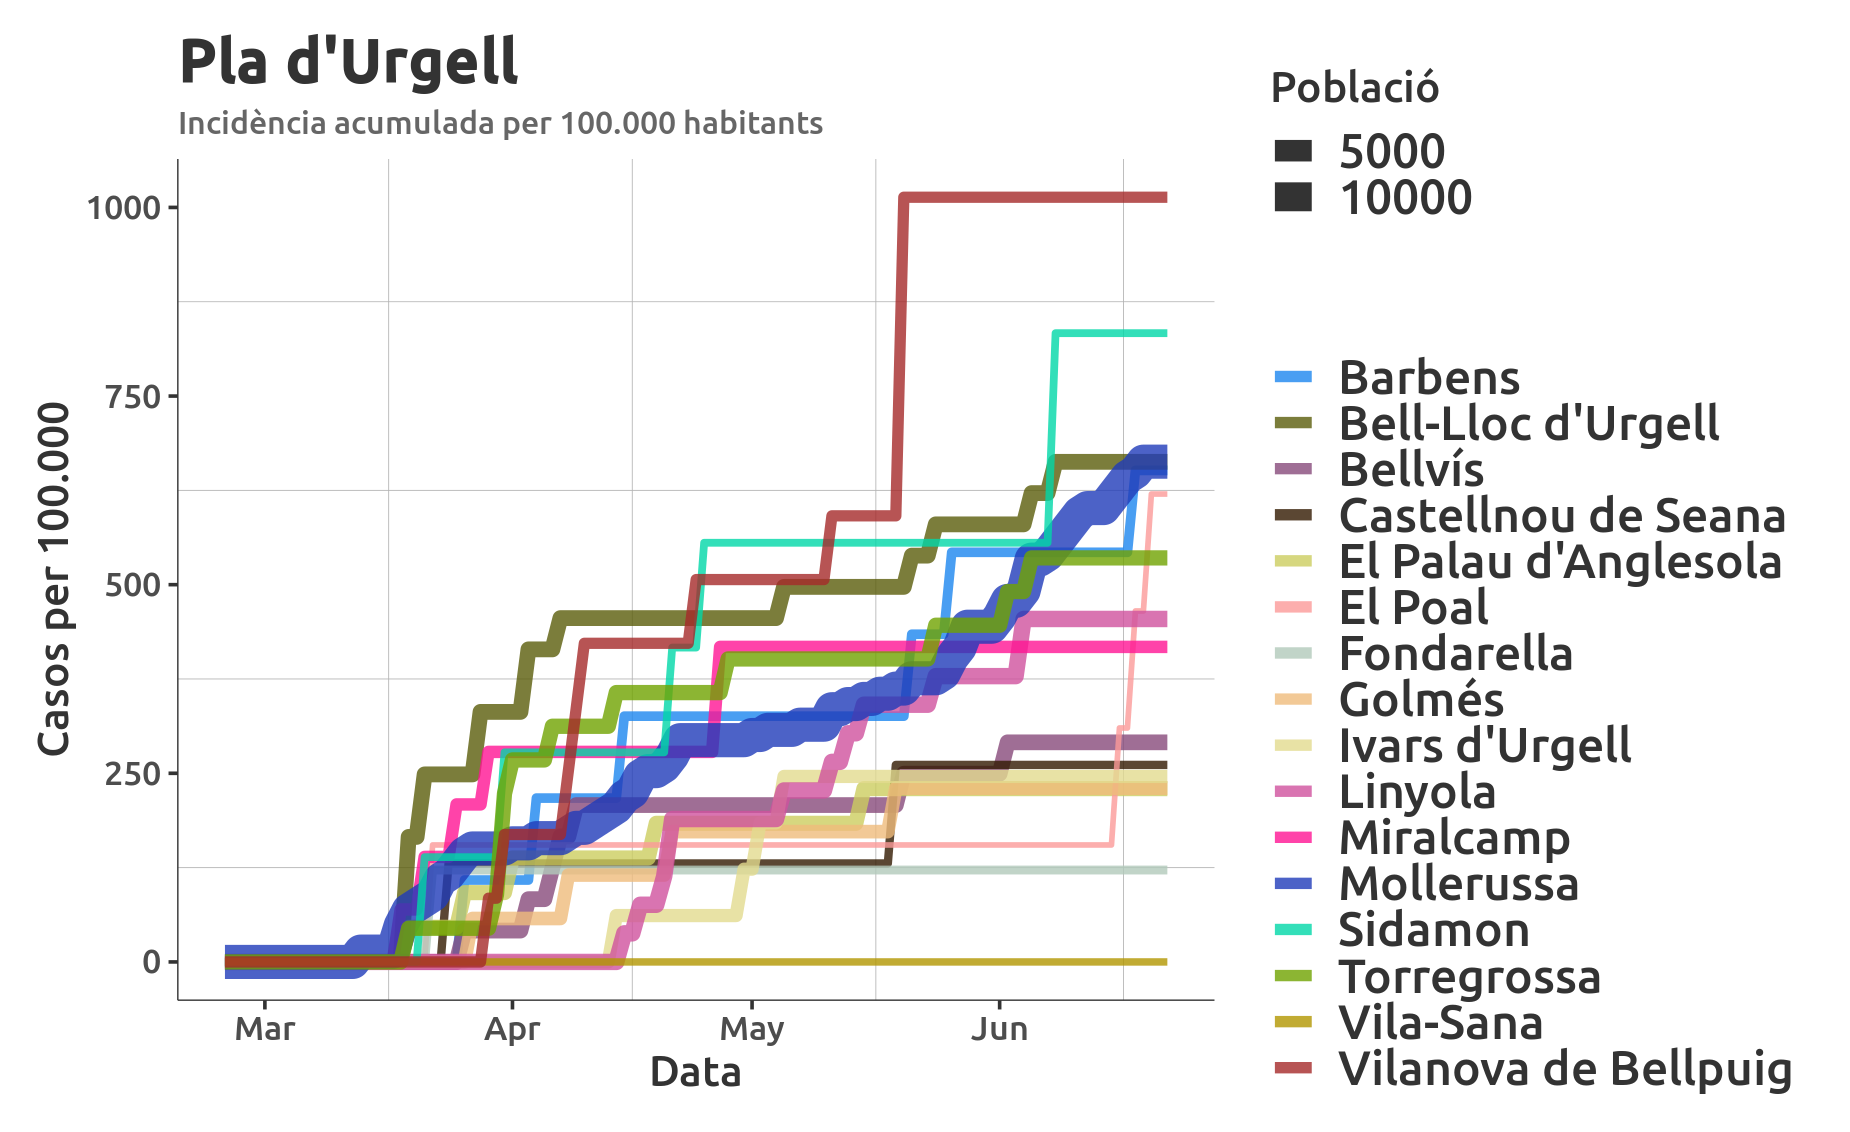 Pla d'Urgell
Incidència acumulada per 100.000 habitants
Casos per 100.000
1000
750
500
250
0
Mar
Apr
May
Jun
Data
Població
5000
10000
Barbens
Bell-Lloc d'Urgell
Bellvís
Castellnou de Seana
El Palau d'Anglesola
El Poal
Fondarella
Golmés
Ivars d'Urgell
Linyola
Miralcamp
Mollerussa
Sidamon
Torregrossa
Vila-Sana
Vilanova de Bellpuig